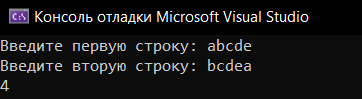 Консоль отладки Microsoft Visual Studio
Введите первую строку: abcde
Введите вторую строку: bcdea
4